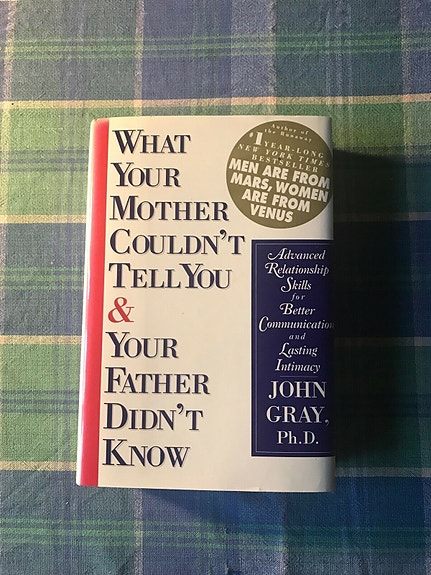 WHAT
YOUR
MOTHER
COULDN'T
TELL YOU
&
YOUR
FATHER
DIDN'T
KNOW
Author of
the Runaway
#1 YEAR-LONG
NEW YORK TIMES
BESTSELLER
MEN ARE FROM
MARS, WOMEN
ARE FROM
VENUS
Advanced
Relationship
Skills
for
Better
Communication
and
Lasting
Intimacy
JOHN
GRAY,
Ph.D.